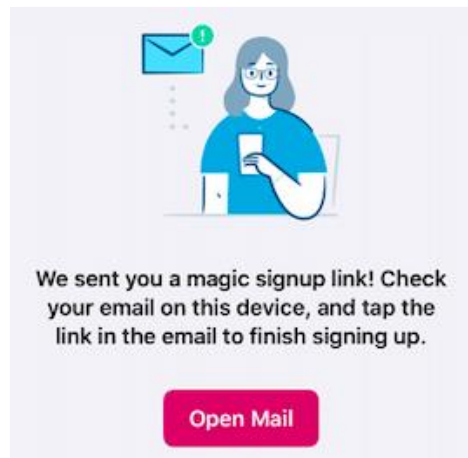 We sent you a magic signup link! Check
your email on this device, and tap the
link in the email to finish signing up.
Open Mail